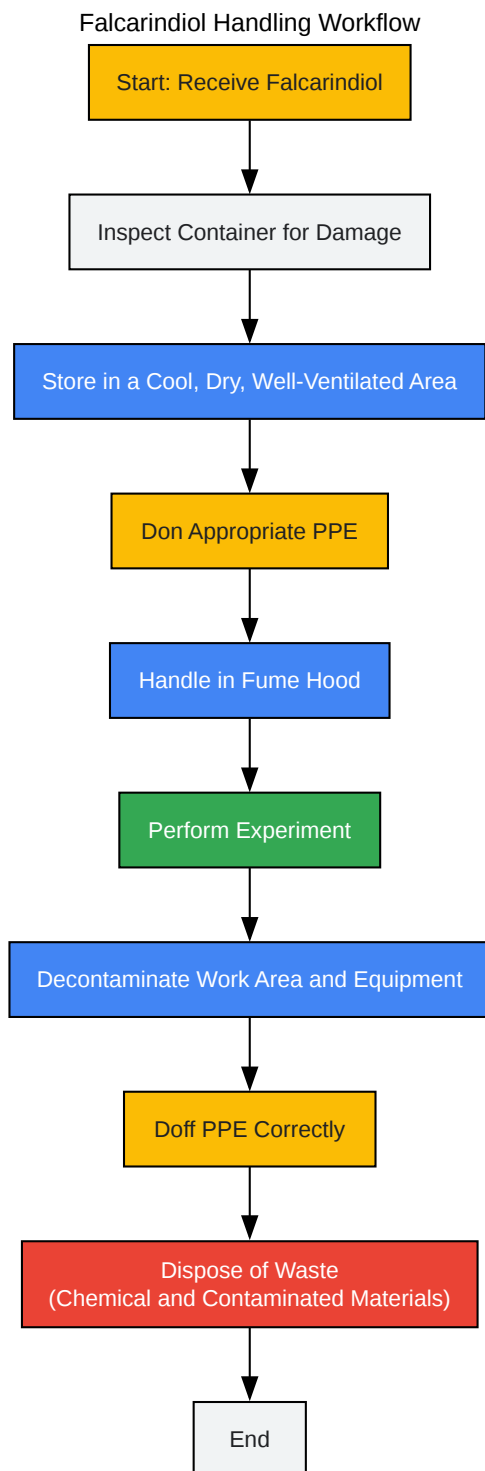 Falcarindiol Handling Workflow
Start: Receive Falcarindiol
Inspect Container for Damage
Store in a Cool, Dry, Well-Ventilated Area
Don Appropriate PPE
Handle in Fume Hood
Perform Experiment
Decontaminate Work Area and Equipment
Doff PPE Correctly
Dispose of Waste
(Chemical and Contaminated Materials)
End